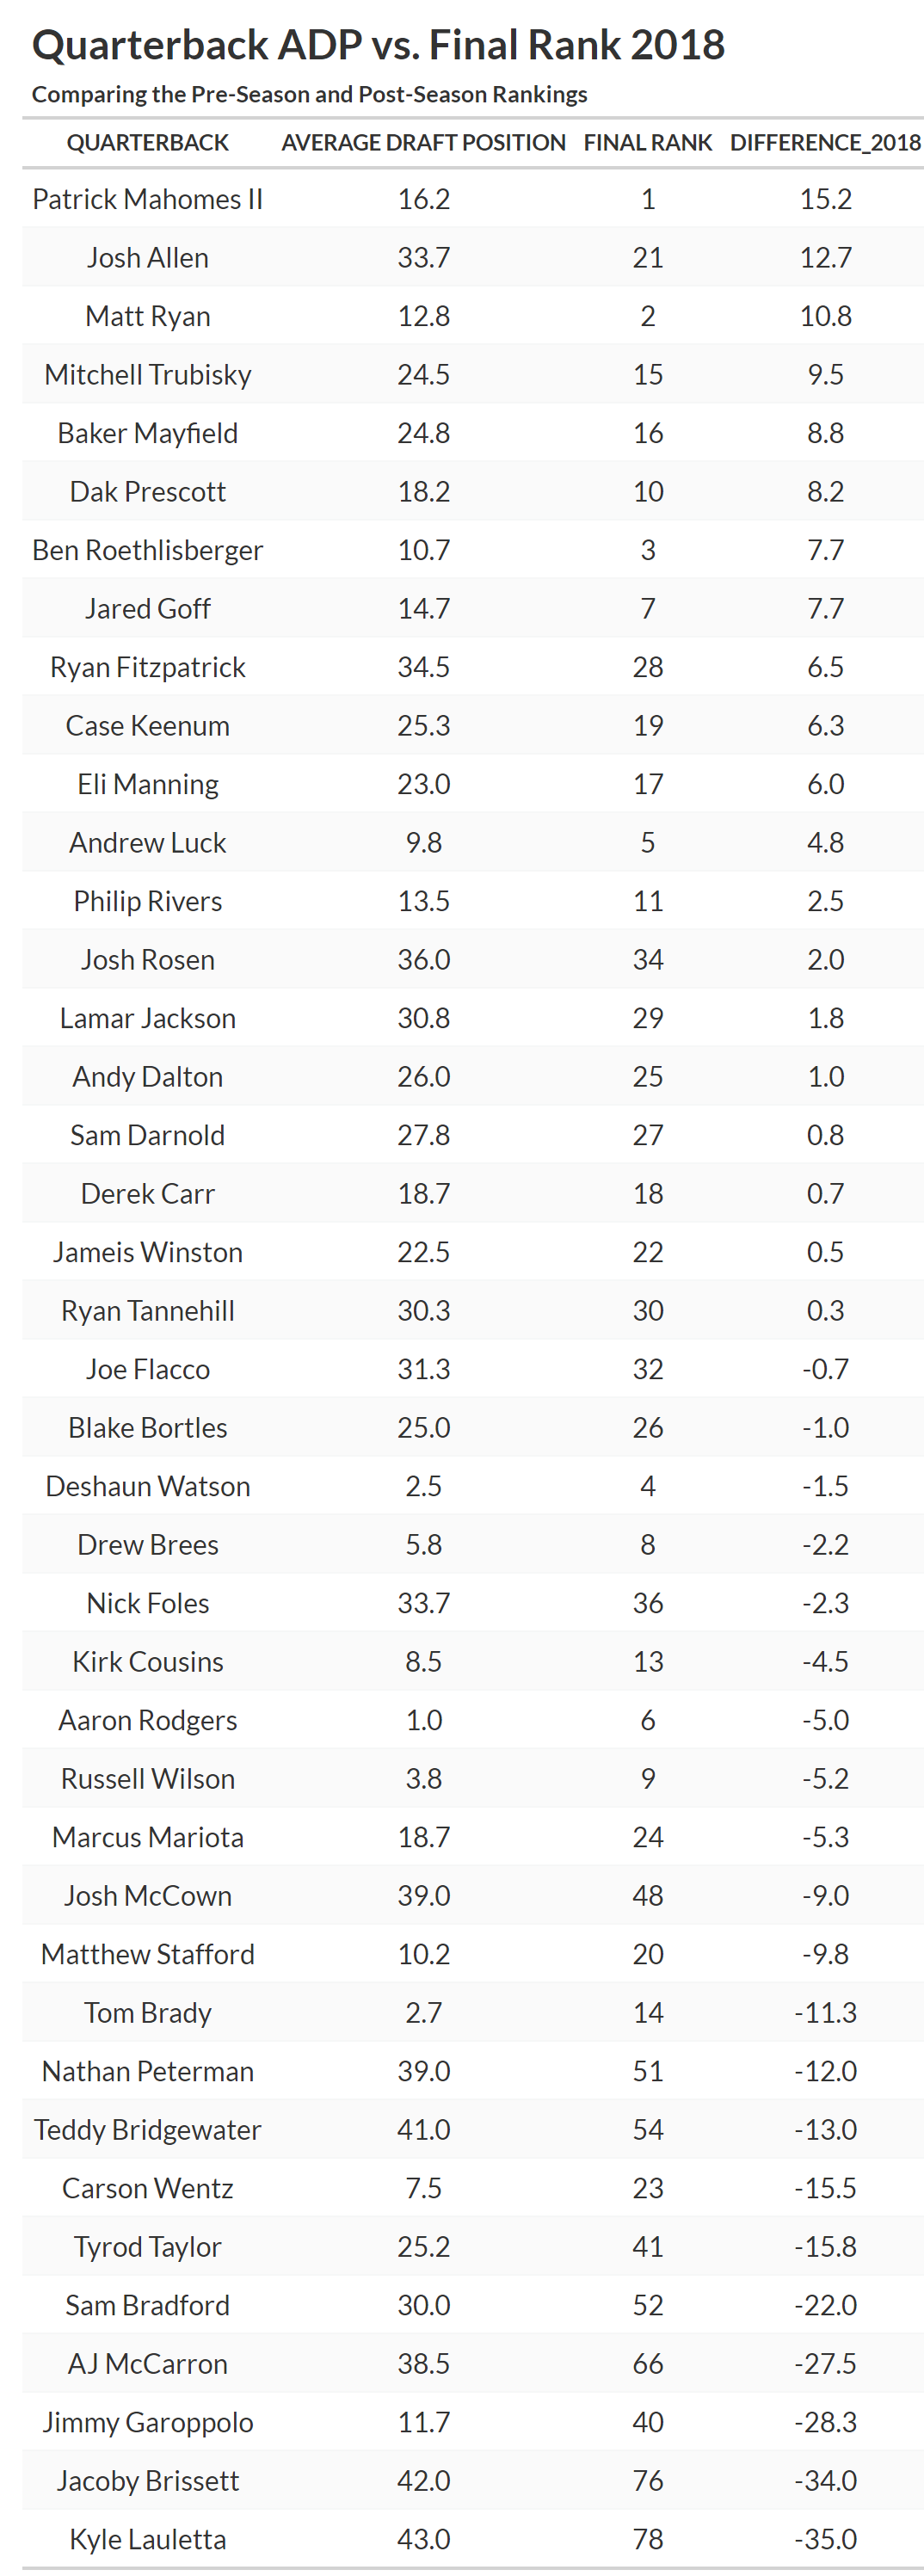 Quarterback ADP vs. Final Rank 2018
Comparing the Pre-Season and Post-Season Rankings
QUARTERBACK AVERAGE DRAFT POSITION FINAL RANK DIFFERENCE_2018
Patrick Mahomes II 16.2 1 15.2
Josh Allen 33.7 21 12.7
Matt Ryan 12.8 2 10.8
Mitchell Trubisky 24.5 15 9.5
Baker Mayfield 24.8 16 8.8
Dak Prescott 18.2 10 8.2
Ben Roethlisberger 10.7 3 7.7
Jared Goff 14.7 7 7.7
Ryan Fitzpatrick 34.5 28 6.5
Case Keenum 25.3 19 6.3
Eli Manning 23.0 17 6.0
Andrew Luck 9.8 5 4.8
Philip Rivers 13.5 11 2.5
Josh Rosen 36.0 34 2.0
Lamar Jackson 30.8 29 1.8
Andy Dalton 26.0 25 1.0
Sam Darnold 27.8 27 0.8
Derek Carr 18.7 18 0.7
Jameis Winston 22.5 22 0.5
Ryan Tannehill 30.3 30 0.3
Joe Flacco 31.3 32 -0.7
Blake Bortles 25.0 26 -1.0
Deshaun Watson 2.5 4 -1.5
Drew Brees 5.8 8 -2.2
Nick Foles 33.7 36 -2.3
Kirk Cousins 8.5 13 -4.5
Aaron Rodgers 1.0 6 -5.0
Russell Wilson 3.8 9 -5.2
Marcus Mariota 18.7 24 -5.3
Josh McCown 39.0 48 -9.0
Matthew Stafford 10.2 20 -9.8
Tom Brady 2.7 14 -11.3
Nathan Peterman 39.0 51 -12.0
Teddy Bridgewater 41.0 54 -13.0
Carson Wentz 7.5 23 -15.5
Tyrod Taylor 25.2 41 -15.8
Sam Bradford 30.0 52 -22.0
AJ McCarron 38.5 66 -27.5
Jimmy Garoppolo 11.7 40 -28.3
Jacoby Brissett 42.0 76 -34.0
Kyle Lauletta 43.0 78 -35.0